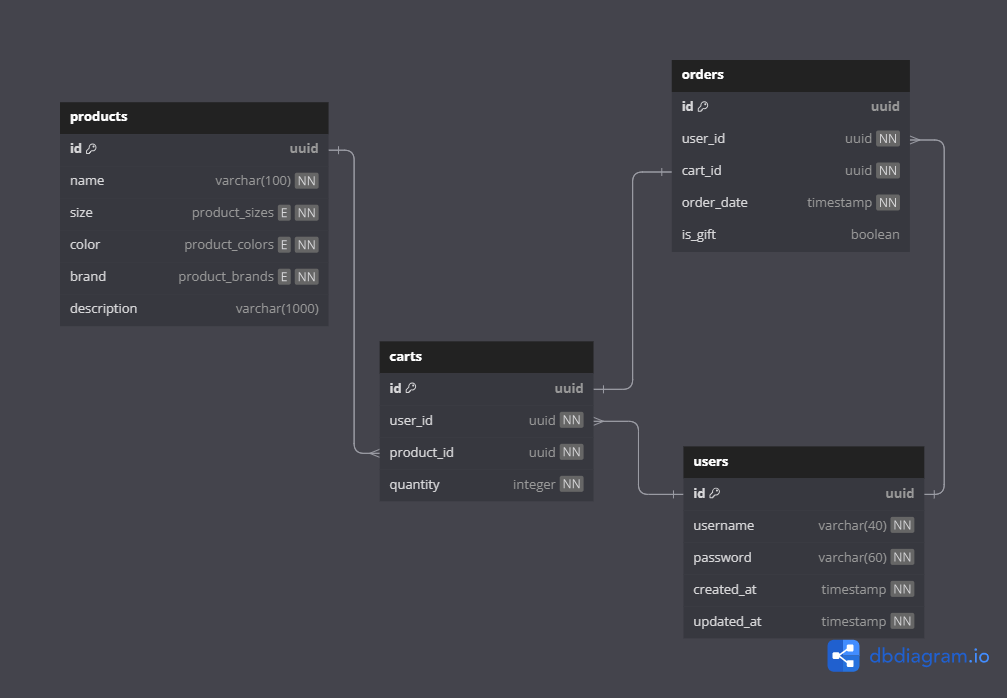 products
id uuid
name varchar(100) NN
size product_sizes E NN
color product_colors E NN
brand product_brands E NN
description varchar(1000)
orders
id uuid
user_id uuid NN
cart_id uuid NN
order_date timestamp NN
is_gift boolean
carts
id uuid
user_id uuid NN
product_id uuid NN
quantity integer NN
users
id uuid
username varchar(40) NN
password varchar(60) NN
created_at timestamp NN
updated_at timestamp NN
dbdiagram.io